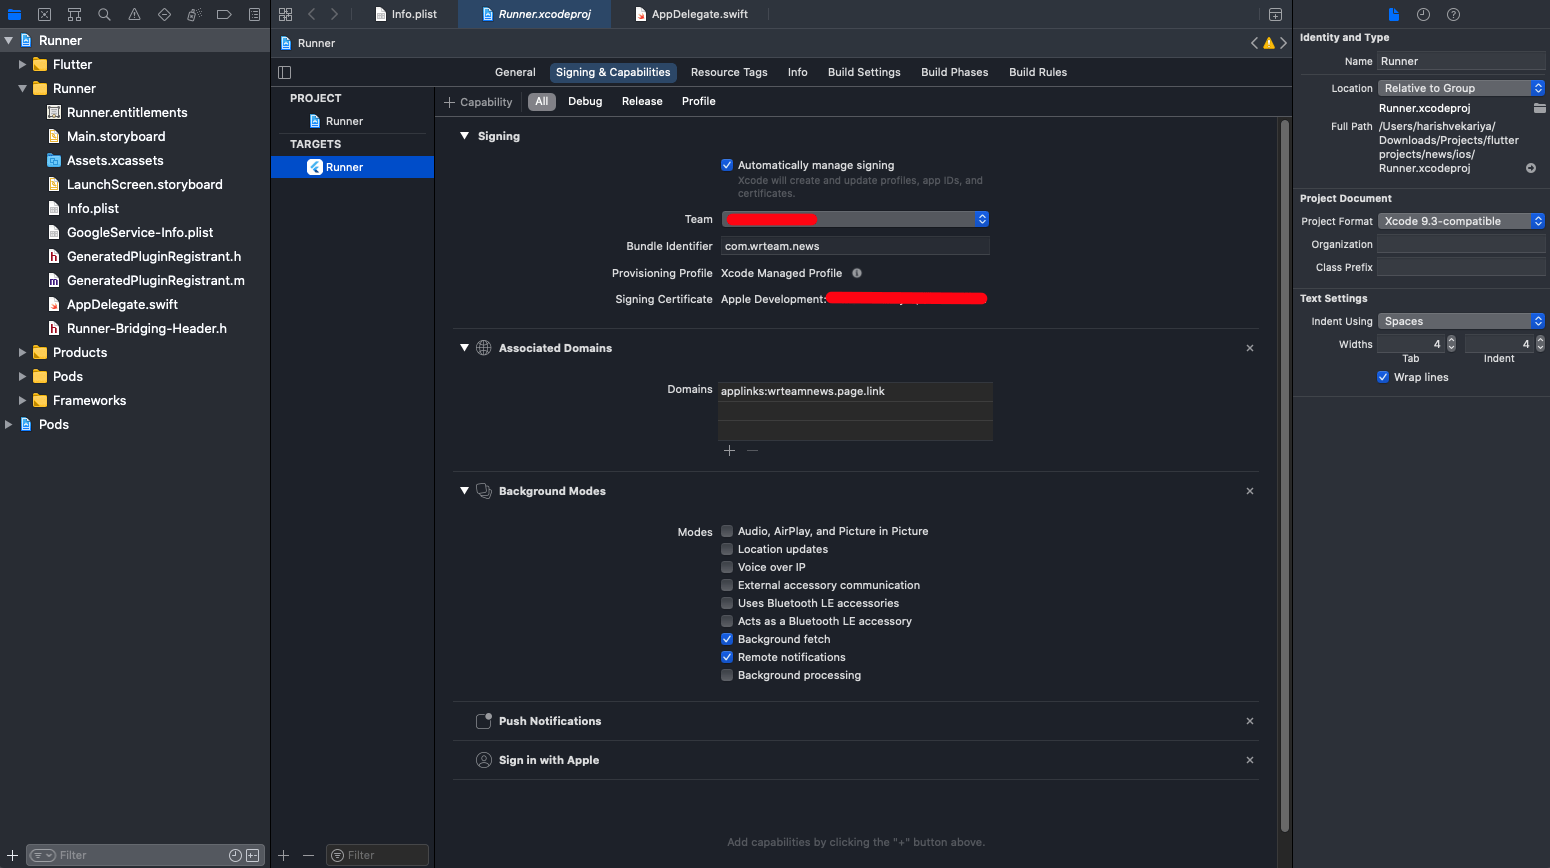 Info.plist
Runner.xcodeproj
AppDelegate.swift
Runner
Flutter
Runner
Runner.entitlements
Main.storyboard
Assets.xcassets
LaunchScreen.storyboard
Info.plist
GoogleService-Info.plist
GeneratedPluginRegistrant.h
GeneratedPluginRegistrant.m
AppDelegate.swift
Runner-Bridging-Header.h
Products
Pods
Frameworks
Pods
Filter
Runner
General
Signing & Capabilities
Resource Tags
Info
Build Settings
Build Phases
Build Rules
PROJECT
Runner
TARGETS
Runner
Filter
Capability
All
Debug
Release
Profile
Signing
Automatically manage signing
Xcode will create and update profiles, app IDs, and
certificates.
Team
Bundle Identifier com.wrteam.news
Provisioning Profile Xcode Managed Profile
Signing Certificate Apple Development:
Associated Domains
Domains applinks:wrteamnews.page.link
Background Modes
Modes Audio, AirPlay, and Picture in Picture
Location updates
Voice over IP
External accessory communication
Uses Bluetooth LE accessories
Acts as a Bluetooth LE accessory
Background fetch
Remote notifications
Background processing
Push Notifications
Sign in with Apple
Add capabilities by clicking the "+" button above.
Identity and Type
Name Runner
Location Relative to Group
Runner.xcodeproj
Full Path /Users/harishvekariya/
Downloads/Projects/flutter
projects/news/ios/
Runner.xcodeproj
Project Document
Project Format Xcode 9.3-compatible
Organization
Class Prefix
Text Settings
Indent Using Spaces
Widths 4 4
Tab Indent
Wrap lines